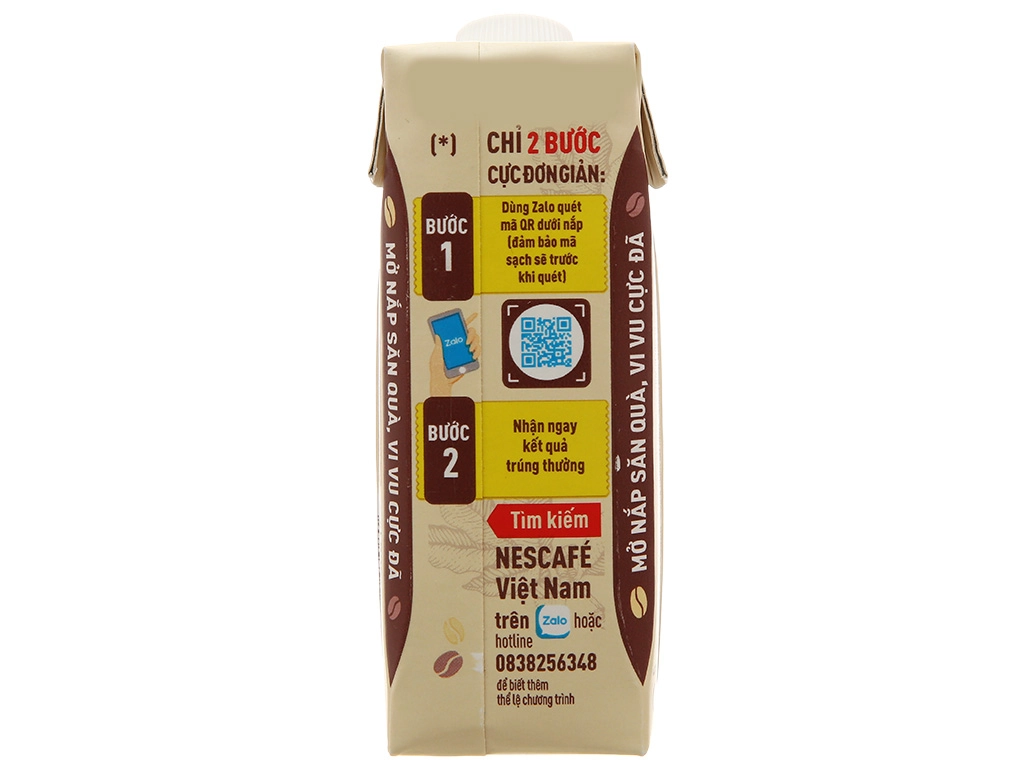 (*)
CHỈ 2 BƯỚC
CỰC ĐƠN GIẢN:
BƯỚC
1
Dùng Zalo quét
mã QR dưới nắp
(đảm bảo mã
sạch sẽ trước
khi quét)
Zalo
BƯỚC
2
Nhận ngay
kết quả
trúng thưởng
Tìm kiếm
NESCAFÉ
Việt Nam
trên Zalo hoặc
hotline
0838256348
để biết thêm
thể lệ chương trình
MỞ NẮP SĂN QUÀ, VI VU CỰC ĐÃ
MỞ NẮP SĂN QUÀ, VI VU CỰC ĐÃ